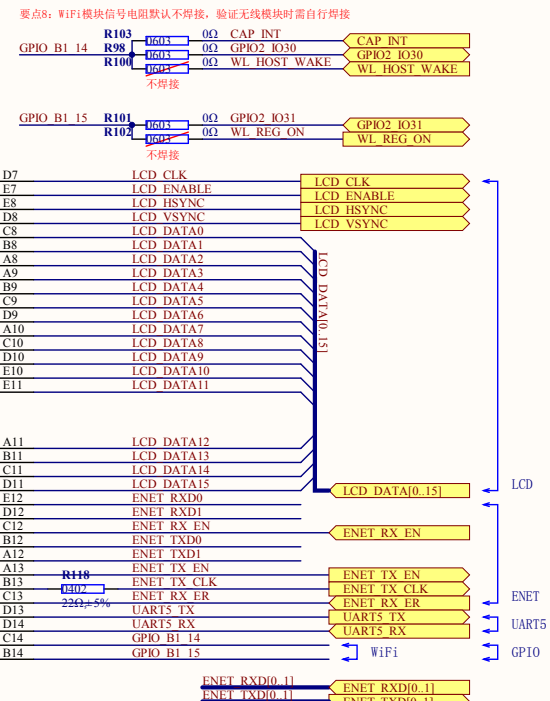 要点8：WiFi模块信号电阻默认不焊接，验证无线模块时需自行焊接
R103 0603 0Ω CAP_INT CAP_INT
GPIO_B1_14 R98 0603 0Ω GPIO2_IO30 GPIO2_IO30
R100 0603 0Ω WL_HOST_WAKE WL_HOST_WAKE
不焊接
GPIO_B1_15 R101 0603 0Ω GPIO2_IO31 GPIO2_IO31
R102 0603 0Ω WL_REG_ON WL_REG_ON
不焊接
D7 LCD_CLK LCD_CLK
E7 LCD_ENABLE LCD_ENABLE
E8 LCD_HSYNC LCD_HSYNC
D8 LCD_VSYNC LCD_VSYNC
C8 LCD_DATA0
B8 LCD_DATA1
A8 LCD_DATA2
A9 LCD_DATA3
B9 LCD_DATA4
C9 LCD_DATA5
D9 LCD_DATA6
A10 LCD_DATA7
C10 LCD_DATA8
D10 LCD_DATA9
E10 LCD_DATA10
E11 LCD_DATA11
LCD_DATA[0..15]
A11 LCD_DATA12
B11 LCD_DATA13
C11 LCD_DATA14
D11 LCD_DATA15
LCD_DATA[0..15] LCD
E12 ENET_RXD0
D12 ENET_RXD1
C12 ENET_RX_EN ENET_RX_EN
B12 ENET_TXD0
A12 ENET_TXD1
A13 R118 ENET_TX_EN ENET_TX_EN
B13 0402 ENET_TX_CLK ENET_TX_CLK
C13 22Ω,±5% ENET_RX_ER ENET_RX_ER ENET
D13 UART5_TX UART5_TX
D14 UART5_RX UART5_RX UART5
C14 GPIO_B1_14
B14 GPIO_B1_15 WiFi GPIO
ENET_RXD[0..1] ENET_RXD[0..1]
ENET_TXD[0..1] ENET_TXD[0..1]